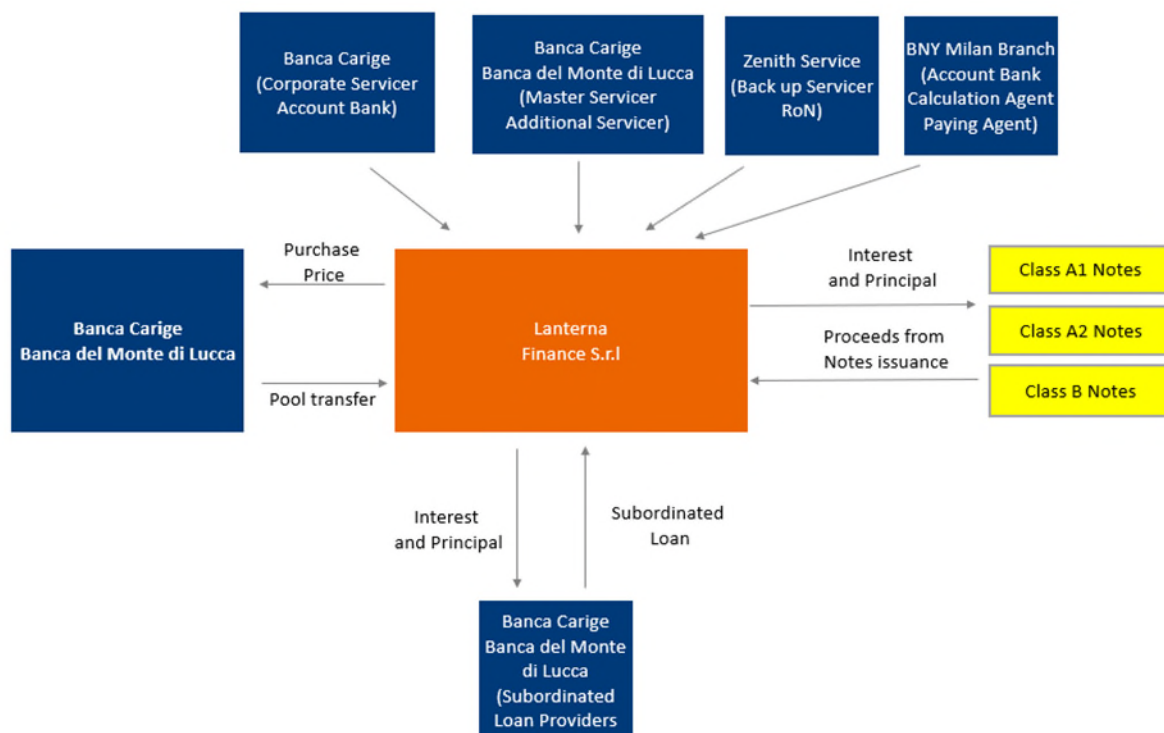 Banca Carige
(Corporate Servicer
Account Bank)
Banca Carige
Banca del Monte di Lucca
(Master Servicer
Additional Servicer)
Zenith Service
(Back up Servicer
RoN)
BNY Milan Branch
(Account Bank
Calculation Agent
Paying Agent)
Banca Carige
Banca del Monte di Lucca
Purchase
Price
Pool transfer
Lanterna
Finance S.r.l
Interest
and Principal
Proceeds from
Notes issuance
Class A1 Notes
Class A2 Notes
Class B Notes
Interest
and Principal
Subordinated
Loan
Banca Carige
Banca del Monte
di Lucca
(Subordinated
Loan Providers